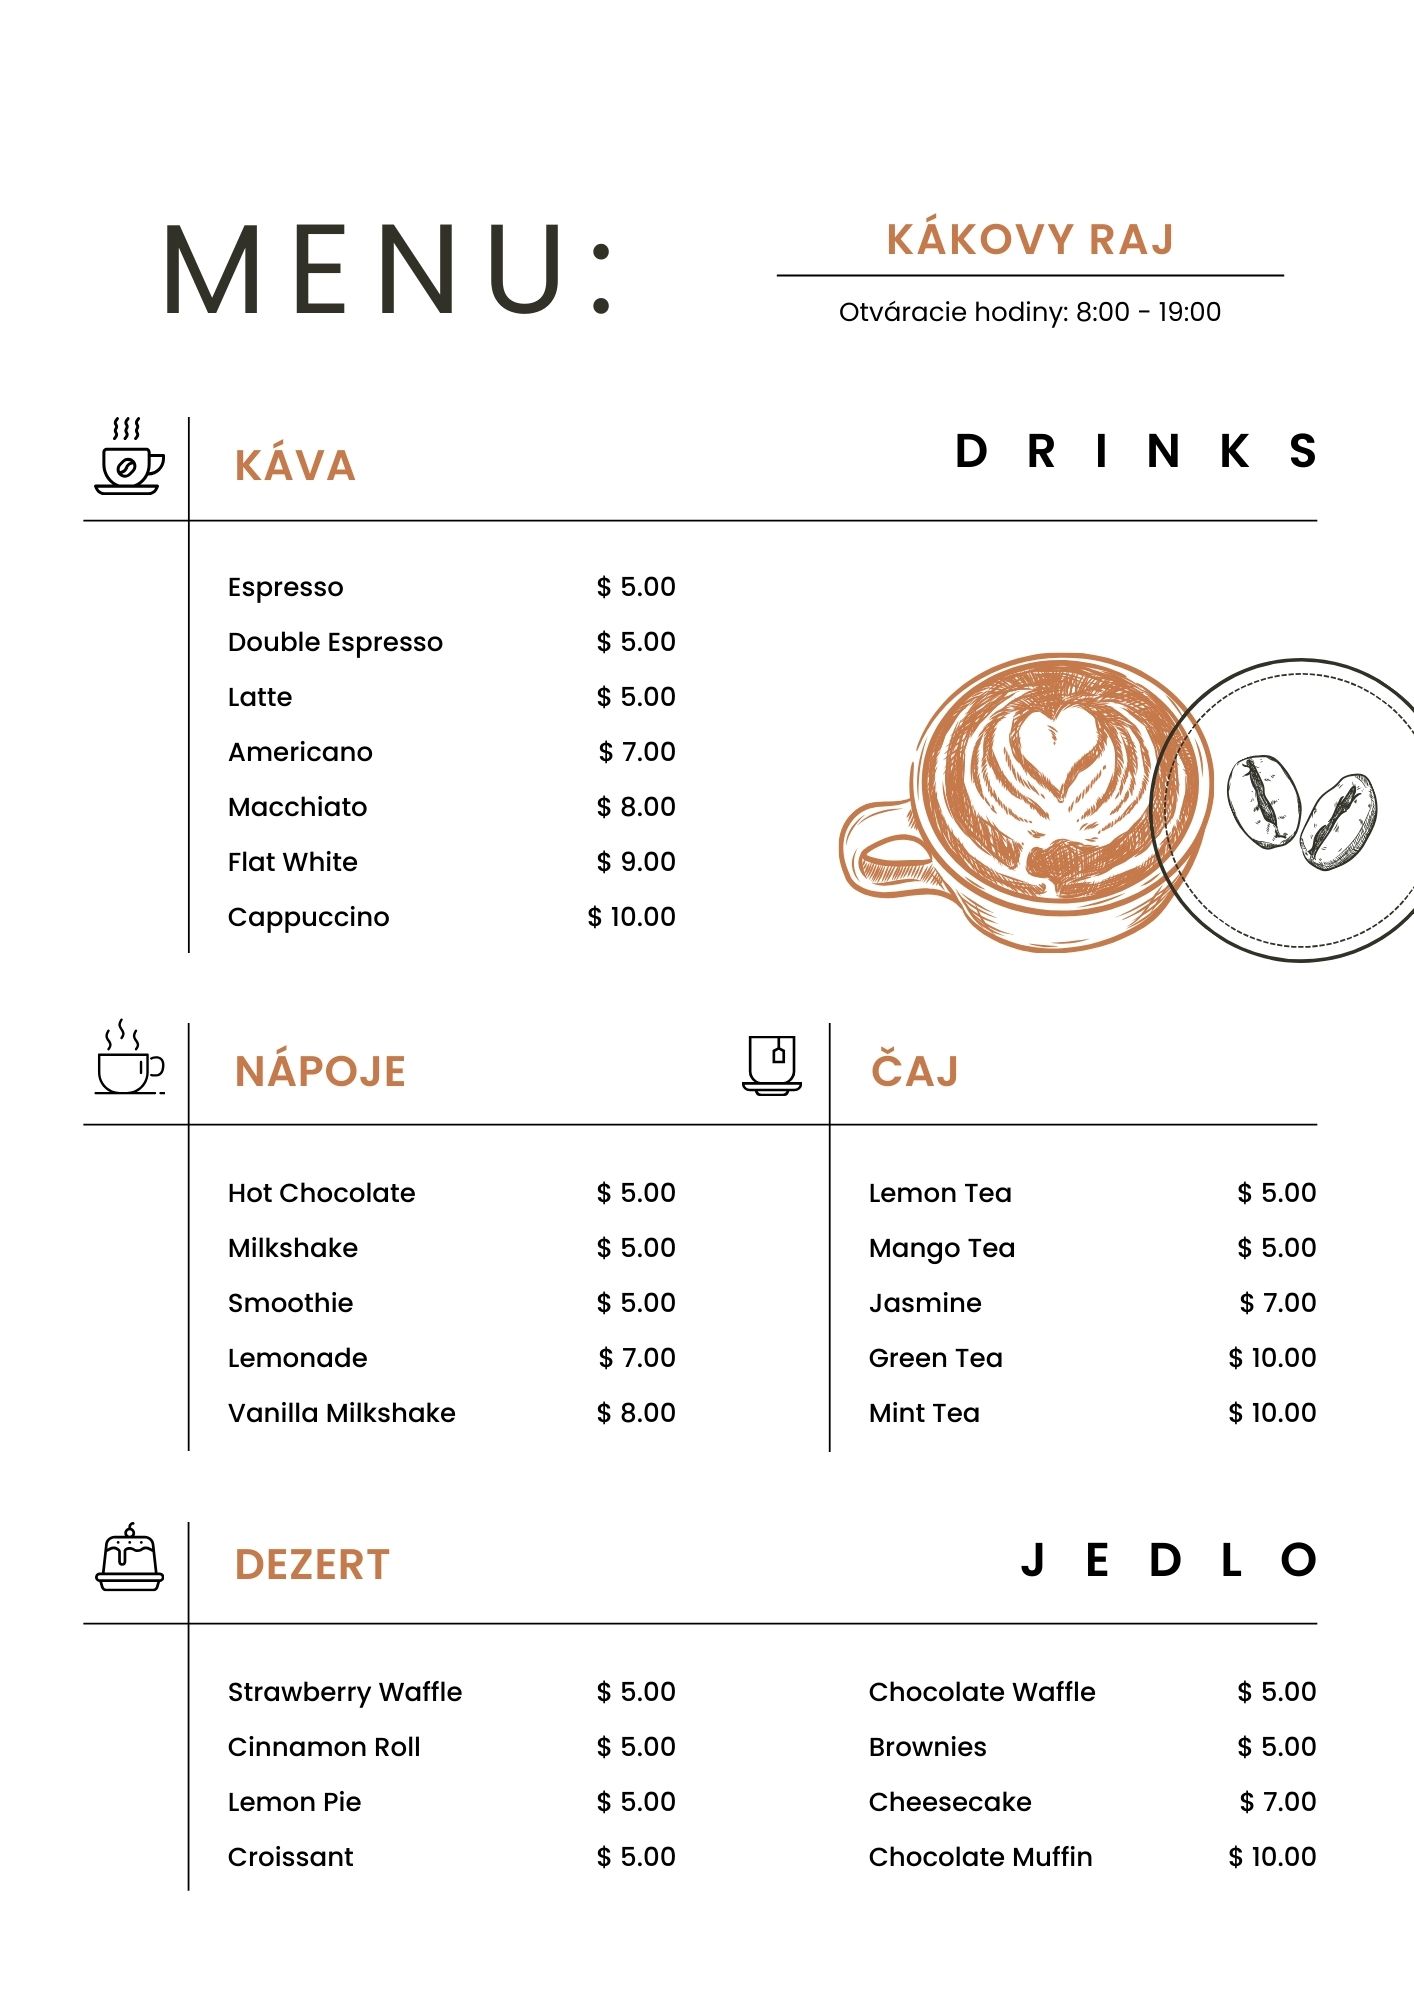 MENU:
KÁKOVY RAJ
Otváracie hodiny: 8:00 - 19:00
KÁVA
DRINKS
Espresso $ 5.00
Double Espresso $ 5.00
Latte $ 5.00
Americano $ 7.00
Macchiato $ 8.00
Flat White $ 9.00
Cappuccino $ 10.00
NÁPOJE
Hot Chocolate $ 5.00
Milkshake $ 5.00
Smoothie $ 5.00
Lemonade $ 7.00
Vanilla Milkshake $ 8.00
ČAJ
Lemon Tea $ 5.00
Mango Tea $ 5.00
Jasmine $ 7.00
Green Tea $ 10.00
Mint Tea $ 10.00
DEZERT
JEDLO
Strawberry Waffle $ 5.00
Cinnamon Roll $ 5.00
Lemon Pie $ 5.00
Croissant $ 5.00
Chocolate Waffle $ 5.00
Brownies $ 5.00
Cheesecake $ 7.00
Chocolate Muffin $ 10.00